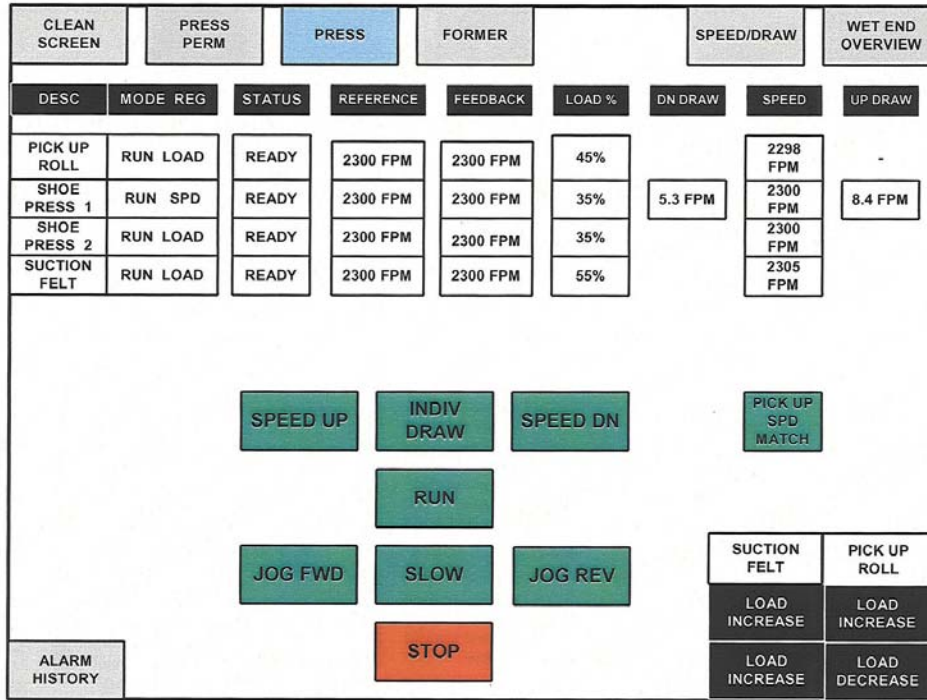 CLEAN
SCREEN
PRESS
PERM
PRESS
FORMER
SPEED/DRAW
WET END
OVERVIEW
DESC
MODE REG
STATUS
REFERENCE
FEEDBACK
LOAD %
DN DRAW
SPEED
UP DRAW
PICK UP
ROLL
RUN LOAD
READY
2300 FPM
2300 FPM
45%
2298
FPM
-
SHOE
PRESS 1
RUN SPD
READY
2300 FPM
2300 FPM
35%
5.3 FPM
2300
FPM
8.4 FPM
SHOE
PRESS 2
RUN LOAD
READY
2300 FPM
2300 FPM
35%
2300
FPM
SUCTION
FELT
RUN LOAD
READY
2300 FPM
2300 FPM
55%
2305
FPM
SPEED UP
INDIV
DRAW
SPEED DN
PICK UP
SPD
MATCH
RUN
JOG FWD
SLOW
JOG REV
STOP
SUCTION
FELT
PICK UP
ROLL
LOAD
INCREASE
LOAD
INCREASE
LOAD
INCREASE
LOAD
DECREASE
ALARM
HISTORY